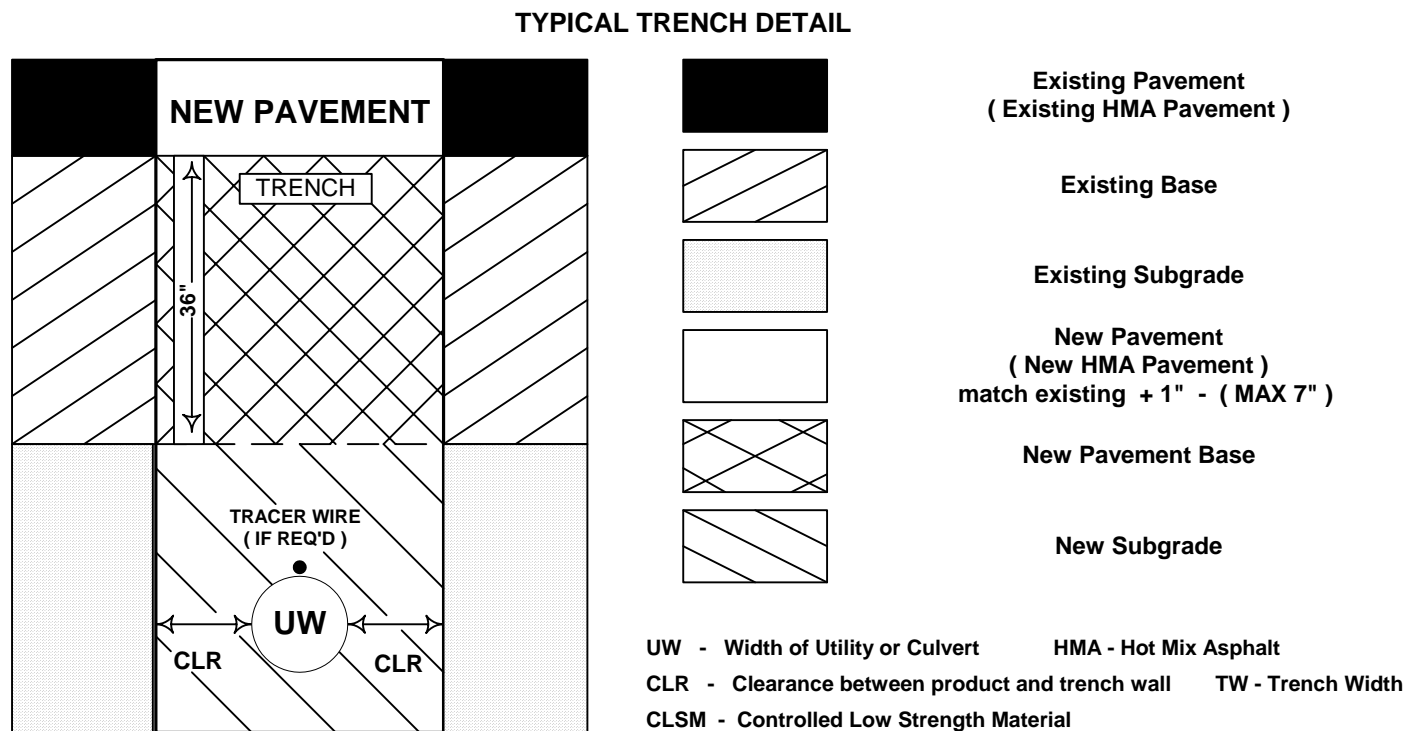 TYPICAL TRENCH DETAIL
NEW PAVEMENT
TRENCH
36"
TRACER WIRE
( IF REQ'D )
UW
CLR
CLR
Existing Pavement
( Existing HMA Pavement )
Existing Base
Existing Subgrade
New Pavement
( New HMA Pavement )
match existing + 1" - ( MAX 7" )
New Pavement Base
New Subgrade
UW - Width of Utility or Culvert HMA - Hot Mix Asphalt
CLR - Clearance between product and trench wall TW - Trench Width
CLSM - Controlled Low Strength Material